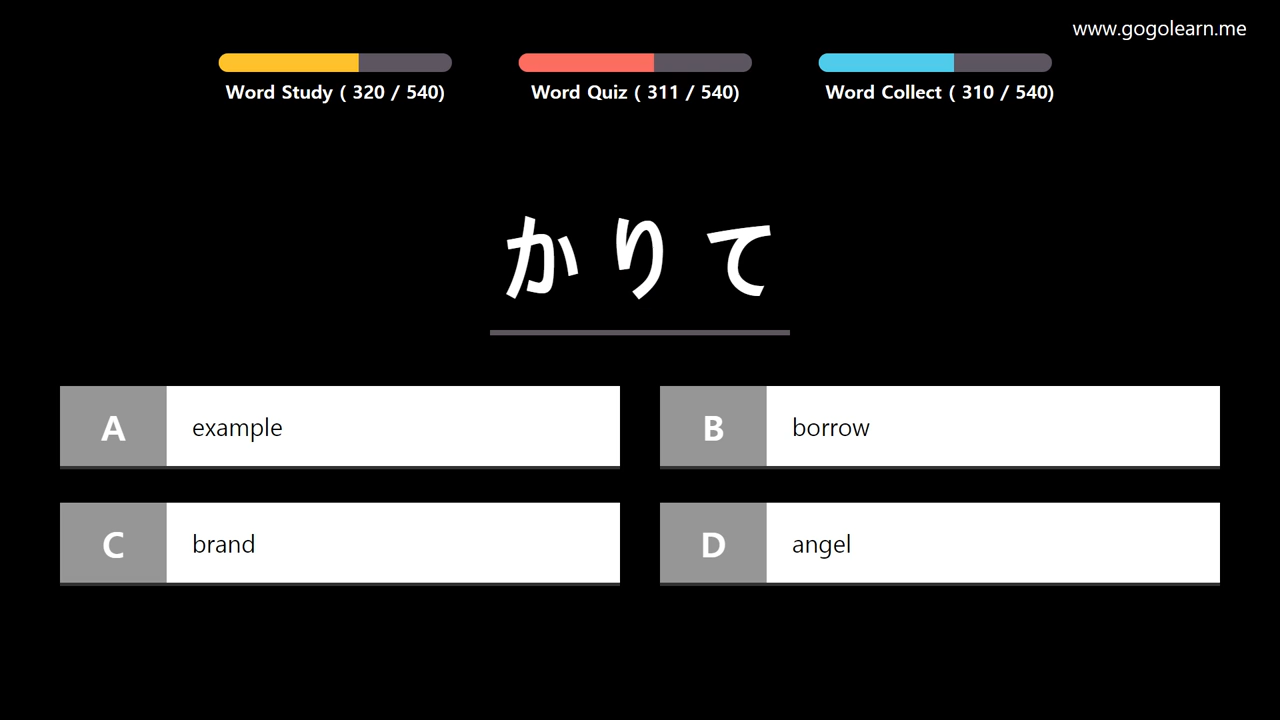 www.gogolearn.me
Word Study ( 320 / 540)
Word Quiz ( 311 / 540)
Word Collect ( 310 / 540)
かりて
A example
B borrow
C brand
D angel